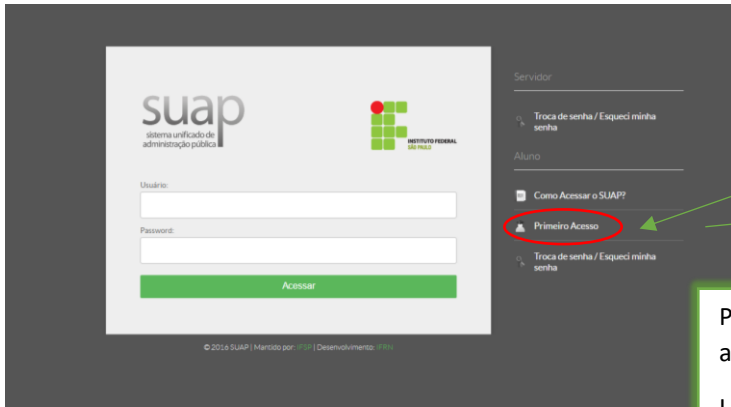 suap
sistema unificado de
administração pública
INSTITUTO FEDERAL
SÃO PAULO
Usuário:
Password:
Acessar
© 2016 SUAP | Mantido por: IFSP | Desenvolvimento: IFRN
Servidor
Troca de senha / Esqueci minha
senha
Aluno
Como Acessar o SUAP?
Primeiro Acesso
Troca de senha / Esqueci minha
senha
P
a